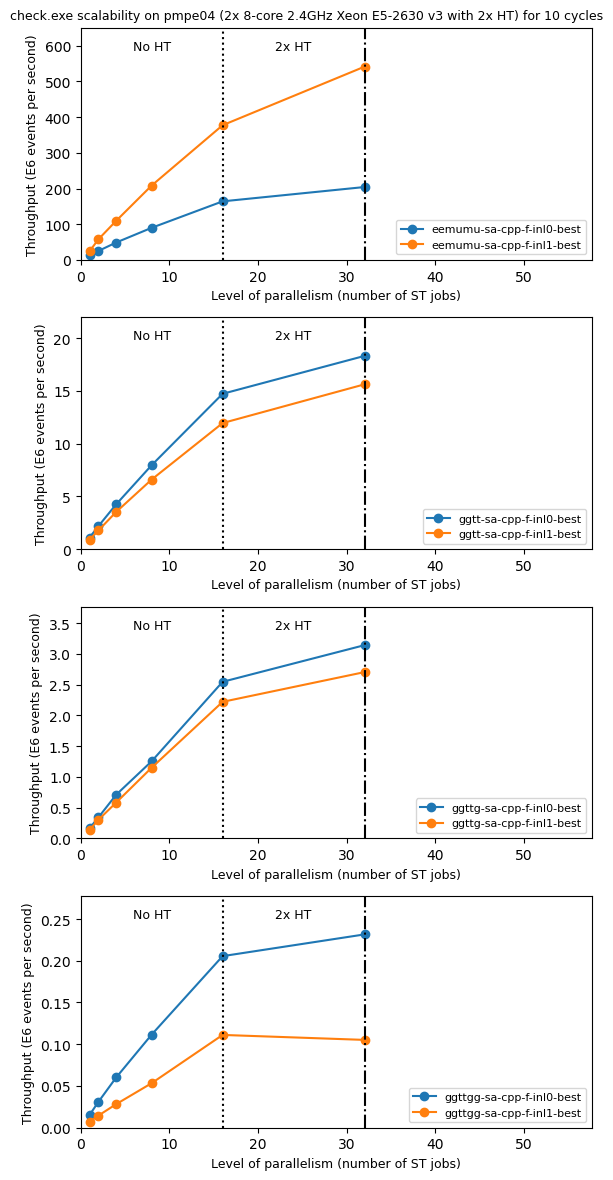 check.exe scalability on pmpe04 (2x 8-core 2.4GHz Xeon E5-2630 v3 with 2x HT) for 10 cycles
Throughput (E6 events per second)
600
500
400
300
200
100
0
No HT
2x HT
eemumu-sa-cpp-f-inl0-best
eemumu-sa-cpp-f-inl1-best
0 10 20 30 40 50
Level of parallelism (number of ST jobs)
Throughput (E6 events per second)
20
15
10
5
0
No HT
2x HT
ggtt-sa-cpp-f-inl0-best
ggtt-sa-cpp-f-inl1-best
0 10 20 30 40 50
Level of parallelism (number of ST jobs)
Throughput (E6 events per second)
3.5
3.0
2.5
2.0
1.5
1.0
0.5
0.0
No HT
2x HT
ggttg-sa-cpp-f-inl0-best
ggttg-sa-cpp-f-inl1-best
0 10 20 30 40 50
Level of parallelism (number of ST jobs)
Throughput (E6 events per second)
0.25
0.20
0.15
0.10
0.05
0.00
No HT
2x HT
ggttgg-sa-cpp-f-inl0-best
ggttgg-sa-cpp-f-inl1-best
0 10 20 30 40 50
Level of parallelism (number of ST jobs)